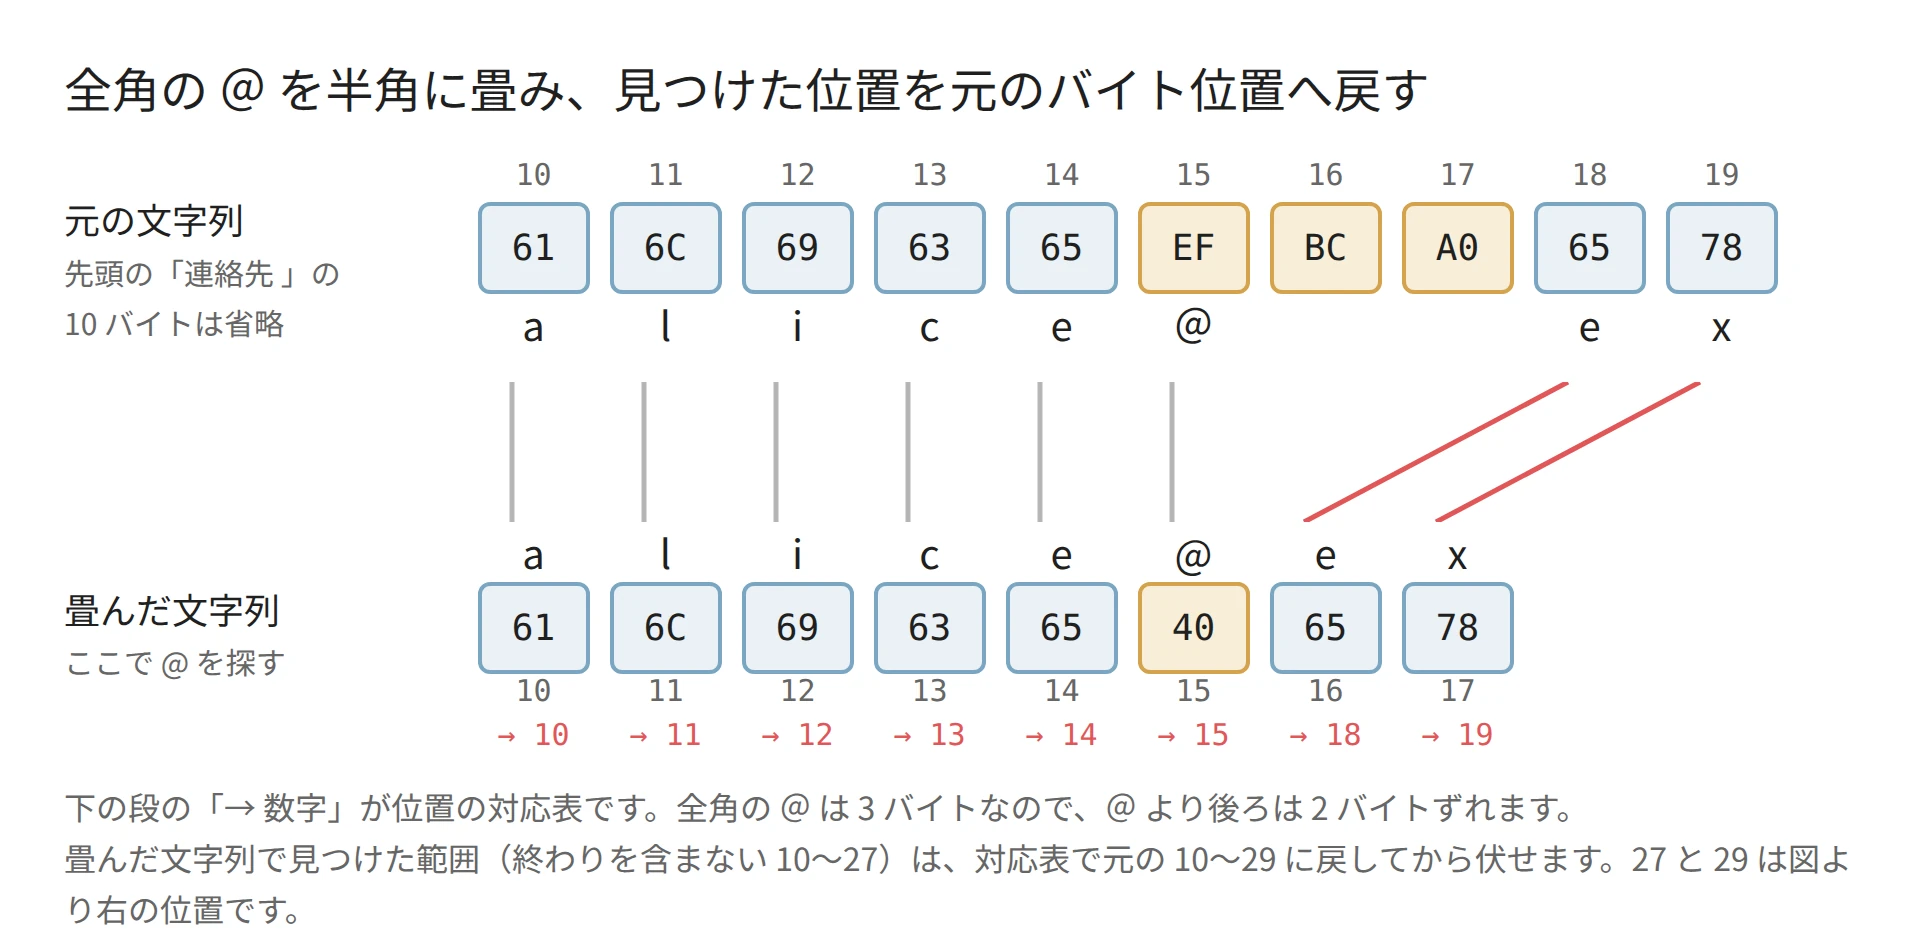 全角の ＠ を半角に畳み、見つけた位置を元のバイト位置へ戻す
10 11 12 13 14 15 16 17 18 19
元の文字列
先頭の「連絡先 」の
10 バイトは省略
61 6C 69 63 65 EF BC A0 65 78
a l i c e ＠ e x
a l i c e @ e x
畳んだ文字列
ここで @ を探す
61 6C 69 63 65 40 65 78
10 11 12 13 14 15 16 17
→ 10 → 11 → 12 → 13 → 14 → 15 → 18 → 19
下の段の「→ 数字」が位置の対応表です。全角の ＠ は 3 バイトなので、＠ より後ろは 2 バイトずれます。
畳んだ文字列で見つけた範囲（終わりを含まない 10〜27）は、対応表で元の 10〜29 に戻してから伏せます。27 と 29 は図よ
り右の位置です。